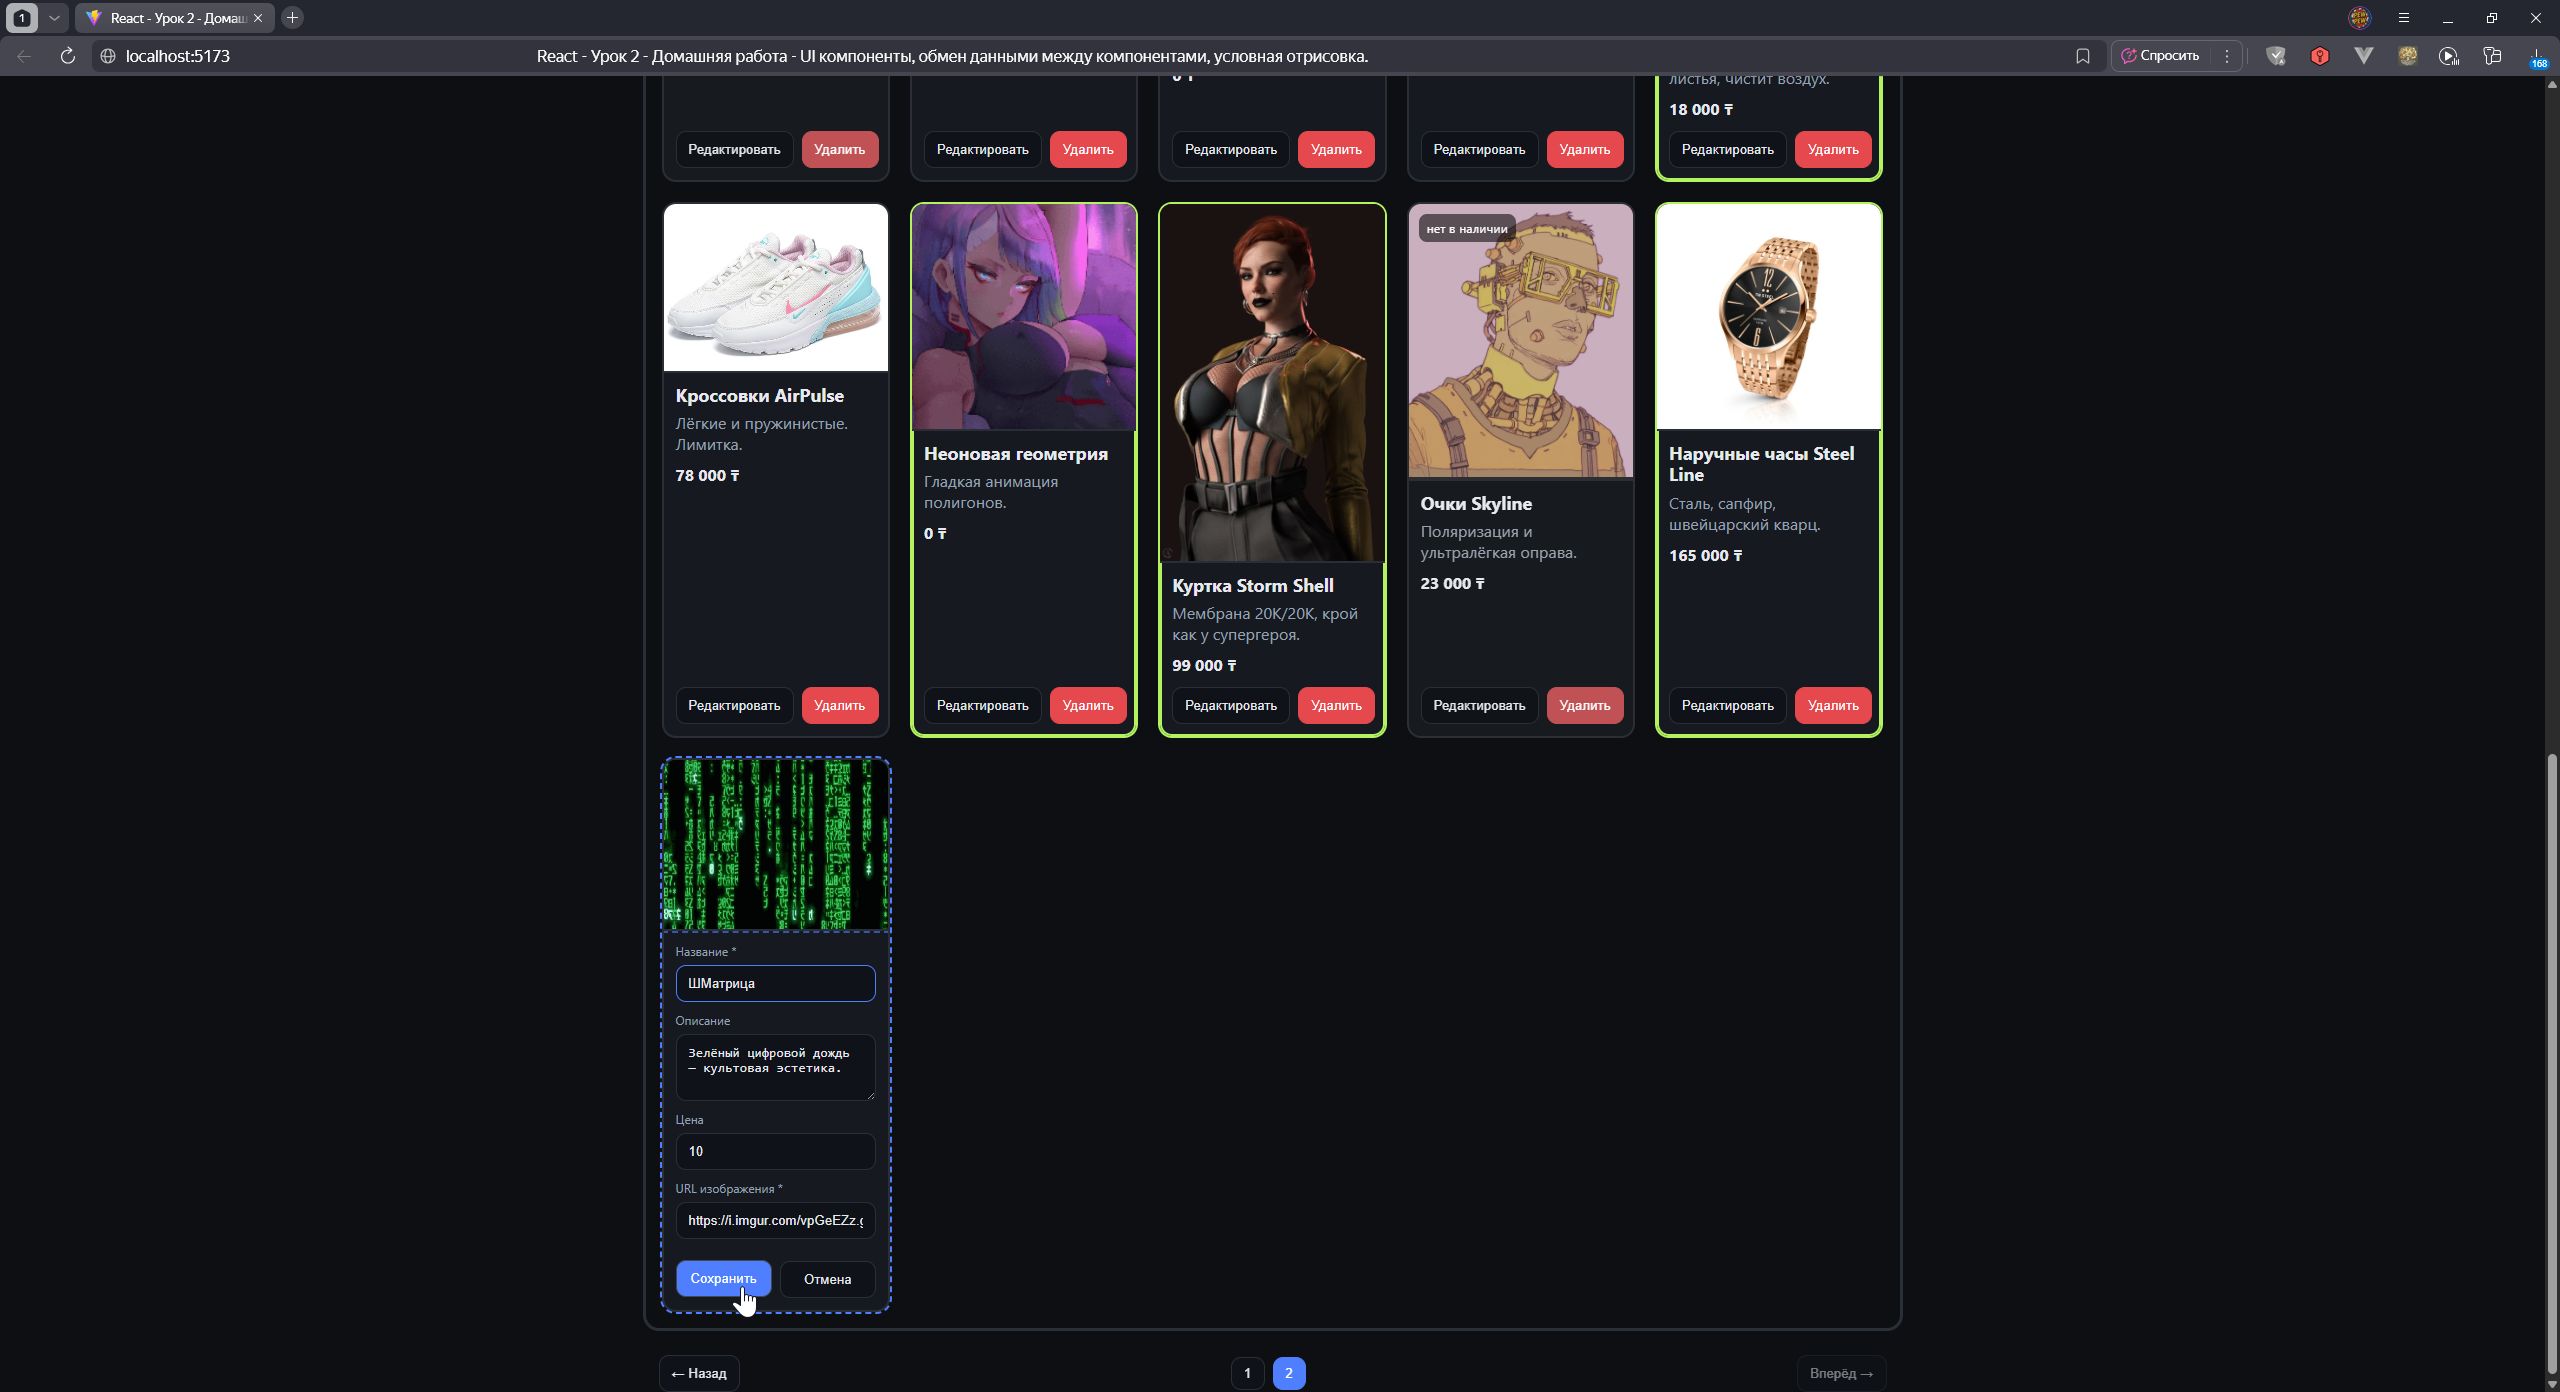 1
React - Урок 2 - Домаш
localhost:5173
React - Урок 2 - Домашняя работа - UI компоненты, обмен данными между компонентами, условная отрисовка.
Спросить
168
листья, чистит воздух.
18 000 ₸
Редактировать Удалить
Редактировать Удалить
Редактировать Удалить
Редактировать Удалить
Редактировать Удалить
Кроссовки AirPulse
Лёгкие и пружинистые.
Лимитка.
78 000 ₸
Редактировать Удалить
Неоновая геометрия
Гладкая анимация
полигонов.
0 ₸
Редактировать Удалить
Куртка Storm Shell
Мембрана 20K/20K, крой
как у супергероя.
99 000 ₸
Редактировать Удалить
нет в наличии
Очки Skyline
Поляризация и
ультралёгкая оправа.
23 000 ₸
Редактировать Удалить
Наручные часы Steel
Line
Сталь, сапфир,
швейцарский кварц.
165 000 ₸
Редактировать Удалить
Название *
ШМатрица
Описание
Зелёный цифровой дождь
— культовая эстетика.
Цена
10
URL изображения *
https://i.imgur.com/vpGeEZz.g
Сохранить Отмена
← Назад
1 2
Вперёд →